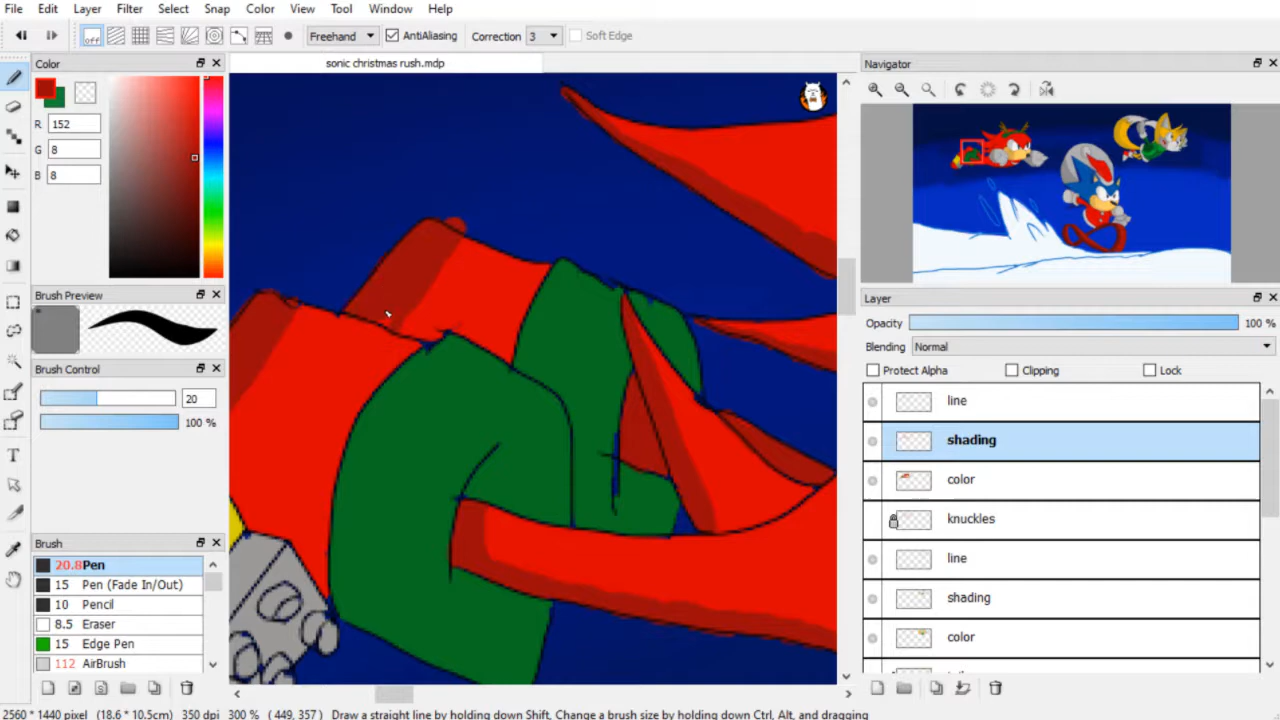 File Edit Layer Filter Select Snap Color View Tool Window Help
off Freehand AntiAliasing Correction 3 Soft Edge
Color
R 152
G 8
B 8
Brush Preview
Brush Control
20
100 %
Brush
20.8 Pen
15 Pen (Fade In/Out)
10 Pencil
8.5 Eraser
15 Edge Pen
112 AirBrush
sonic christmas rush.mdp
Navigator
Layer
Opacity 100 %
Blending Normal
Protect Alpha Clipping Lock
line
shading
color
knuckles
line
shading
color
2560 * 1440 pixel (18.6 * 10.5cm) 350 dpi 300 % ( 449, 357 ) Draw a straight line by holding down Shift, Change a brush size by holding down Ctrl, Alt, and dragging